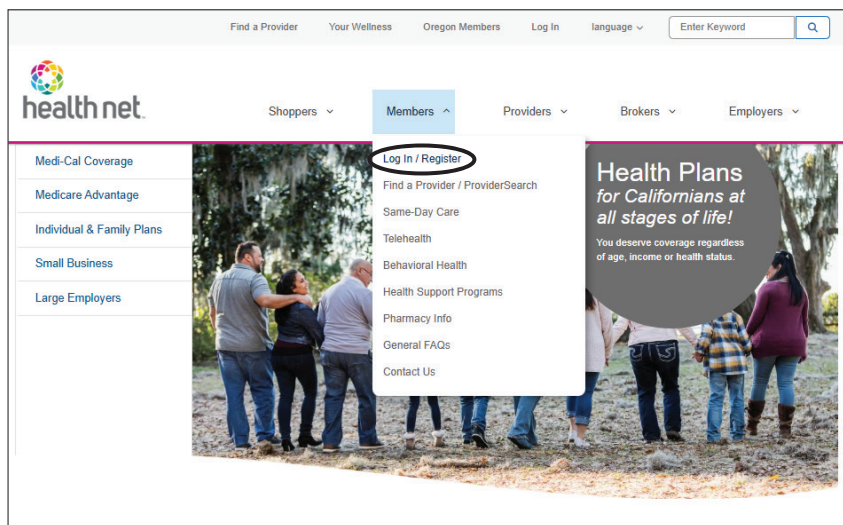 Find a Provider Your Wellness Oregon Members Log In language Enter Keyword
health net.
Shoppers Members Providers Brokers Employers
Medi-Cal Coverage
Medicare Advantage
Individual & Family Plans
Small Business
Large Employers
Log In / Register
Find a Provider / ProviderSearch
Same-Day Care
Telehealth
Behavioral Health
Health Support Programs
Pharmacy Info
General FAQs
Contact Us
Health Plans
for Californians at
all stages of life!
You deserve coverage regardless
of age, income or health status.